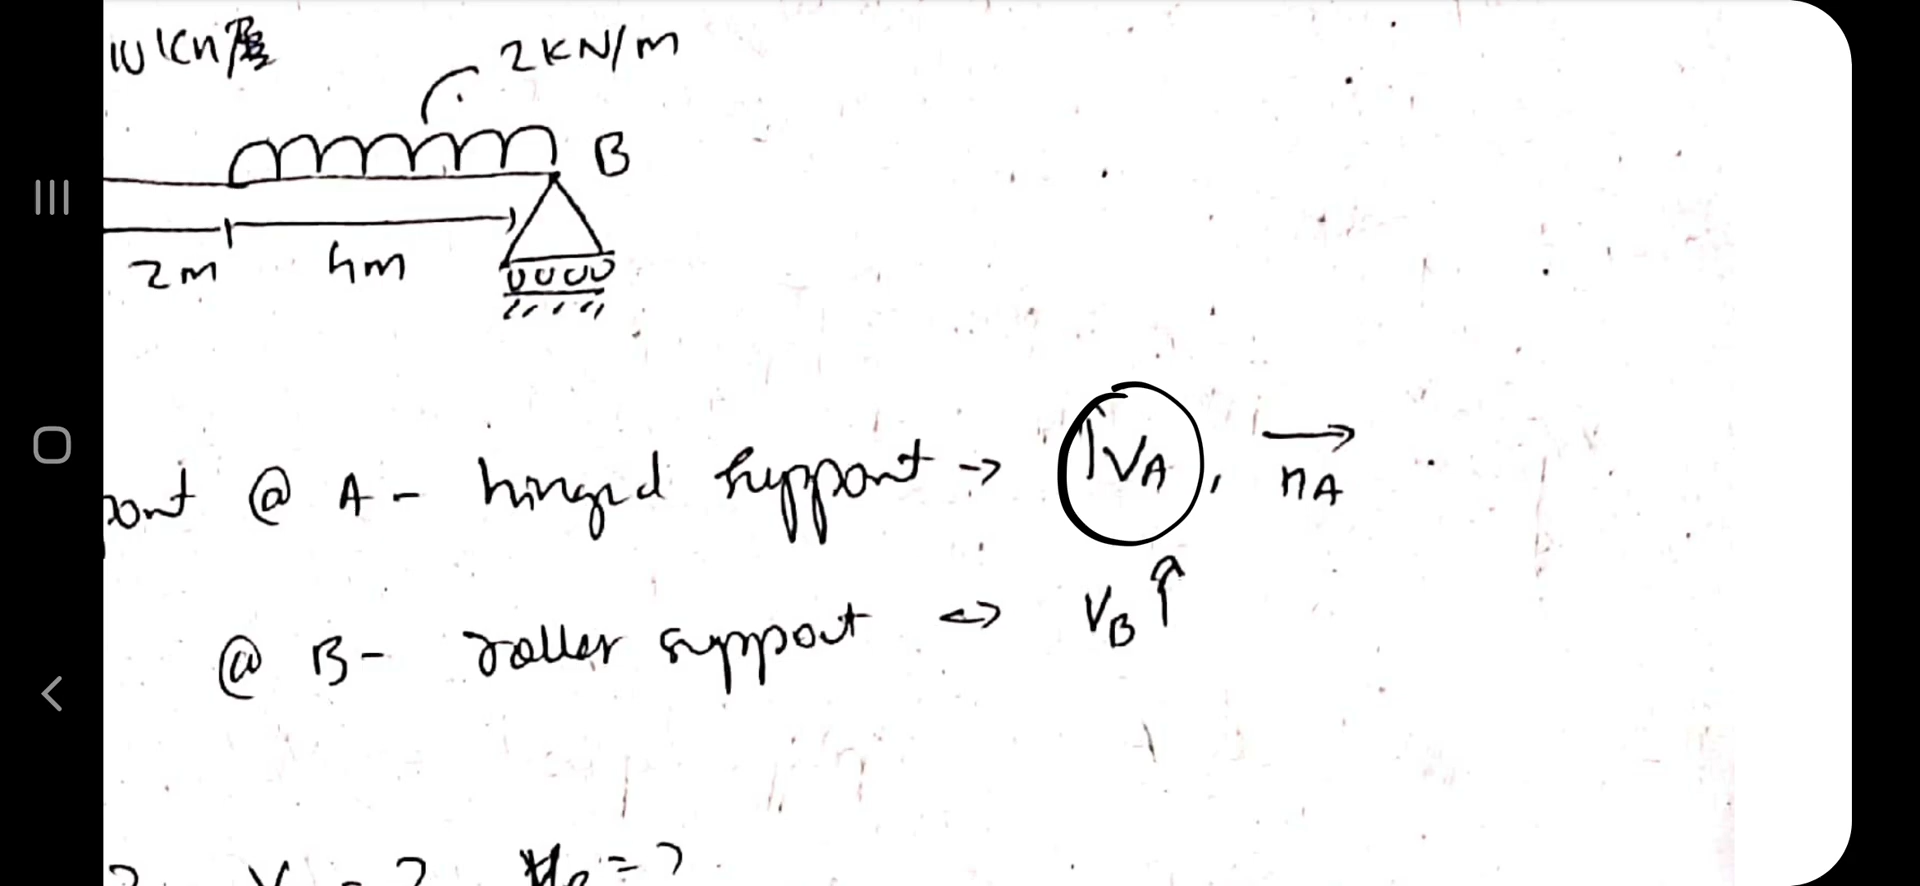 10 kN
2 KN/m
B
2m 4m
@ A - hinged support → ↑VA, HA
@ B - roller support <-> VB ↑
= ? = ?